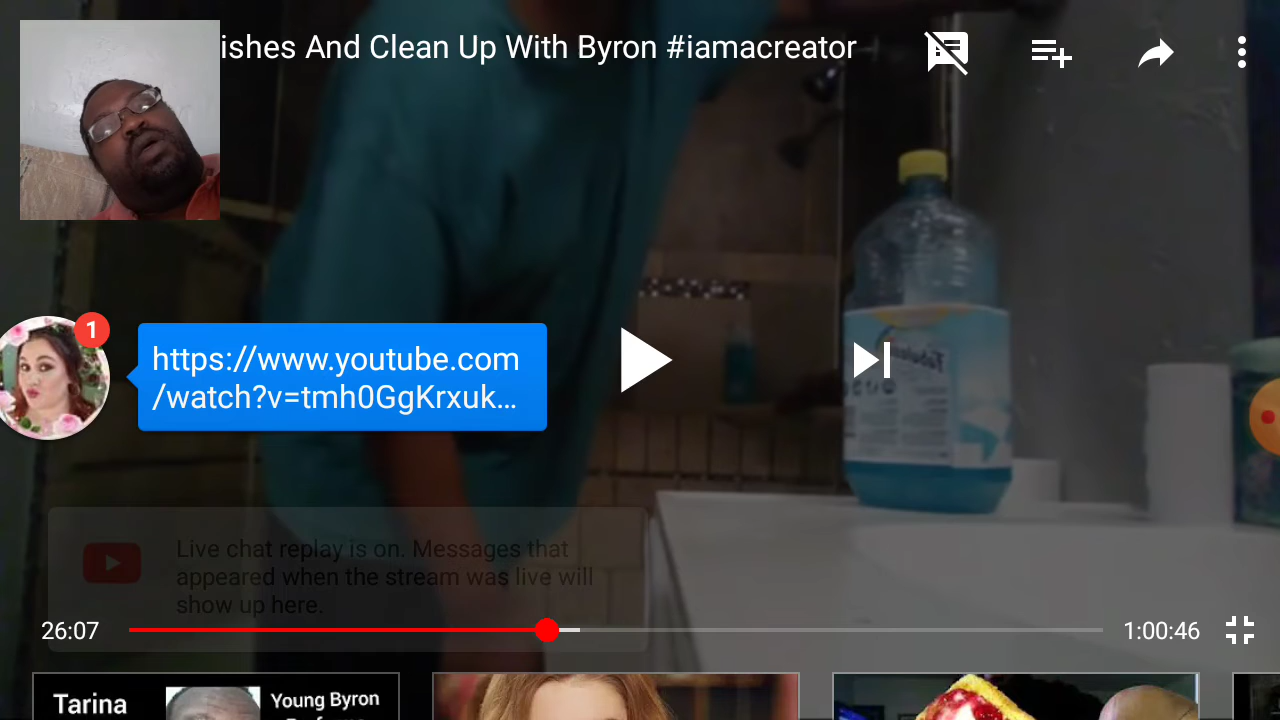 ishes And Clean Up With Byron #iamacreator
1
https://www.youtube.com
/watch?v=tmh0GgKrxuk...
Live chat replay is on. Messages that
appeared when the stream was live will
show up here.
26:07
1:00:46
Tarina
Young Byron